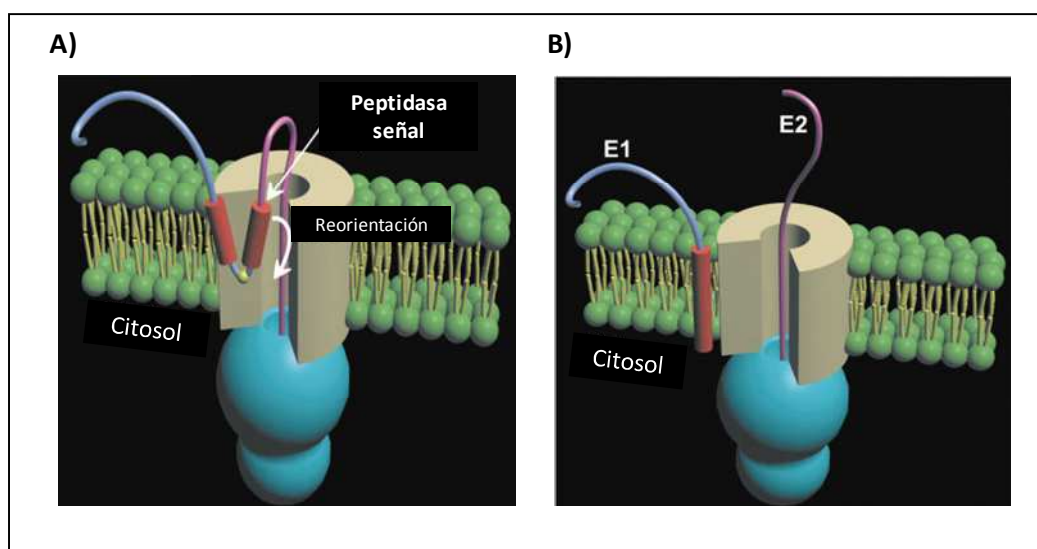 A)
Peptidasa
señal
Reorientación
Citosol
B)
E2
E1
Citosol